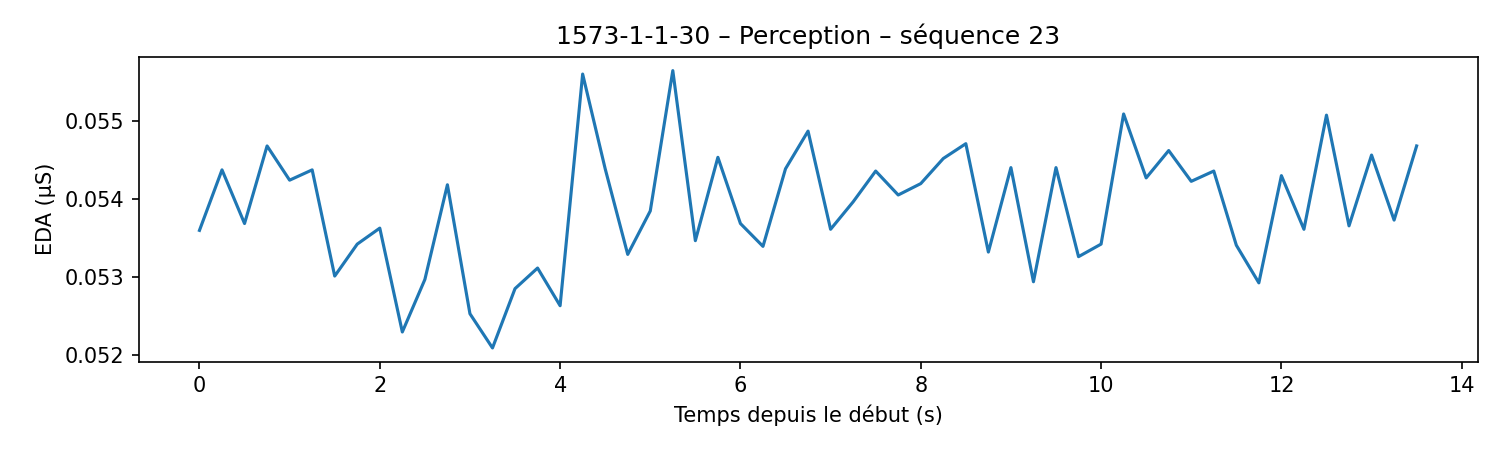 1573-1-1-30 – Perception – séquence 23
EDA (µS)
0.055
0.054
0.053
0.052
0 2 4 6 8 10 12 14
Temps depuis le début (s)